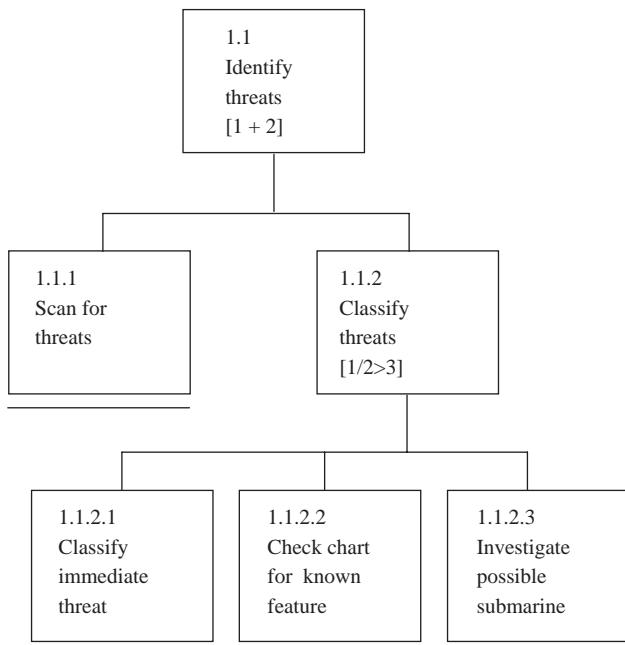 1.1
Identify
threats
[1 + 2]
1.1.1
Scan for
threats
1.1.2
Classify
threats
[1/2>3]
1.1.2.1
Classify
immediate
threat
1.1.2.2
Check chart
for known
feature
1.1.2.3
Investigate
possible
submarine